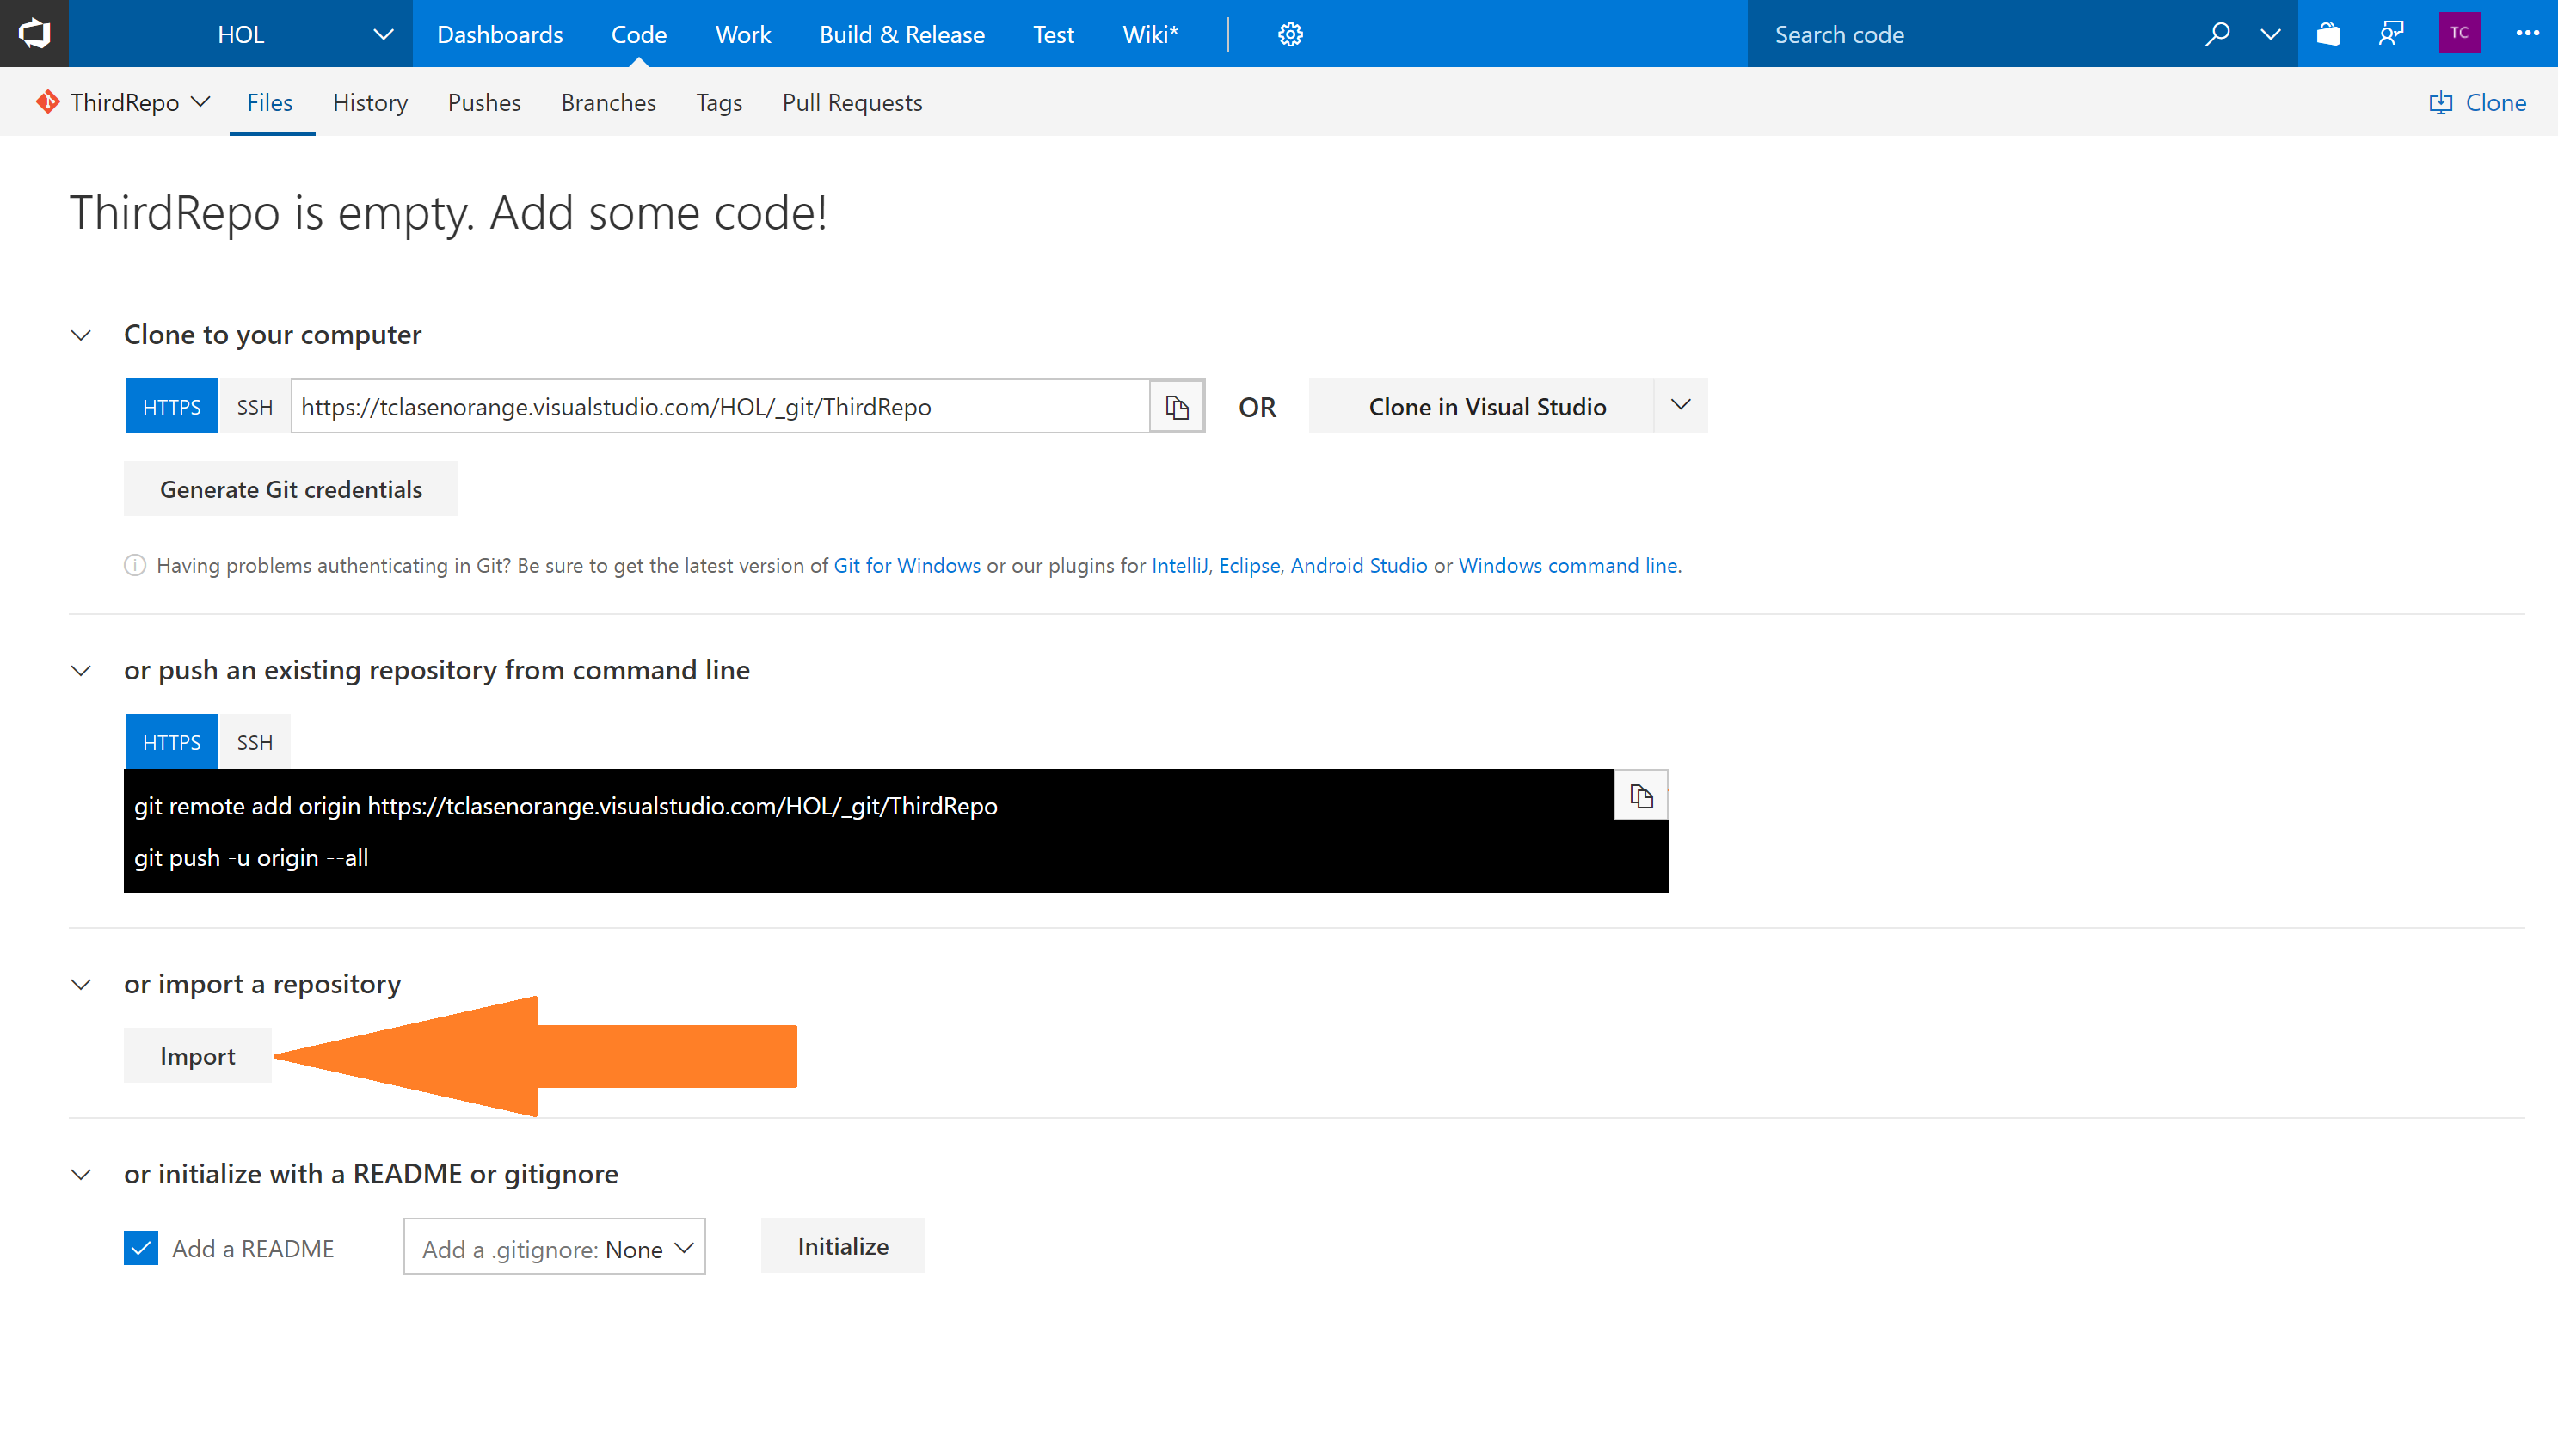 HOL Dashboards Code Work Build & Release Test Wiki* Search code TC
ThirdRepo Files History Pushes Branches Tags Pull Requests Clone
ThirdRepo is empty. Add some code!
Clone to your computer
HTTPS SSH https://tclasenorange.visualstudio.com/HOL/_git/ThirdRepo OR Clone in Visual Studio
Generate Git credentials
Having problems authenticating in Git? Be sure to get the latest version of Git for Windows or our plugins for IntelliJ, Eclipse, Android Studio or Windows command line.
or push an existing repository from command line
HTTPS SSH
git remote add origin https://tclasenorange.visualstudio.com/HOL/_git/ThirdRepo
git push -u origin --all
or import a repository
Import
or initialize with a README or gitignore
Add a README Add a .gitignore: None Initialize